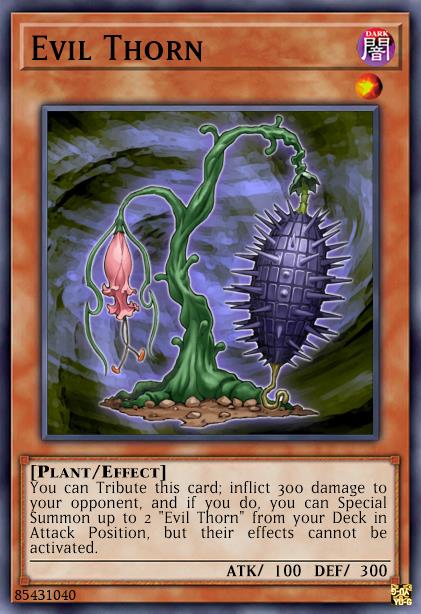 Evil Thorn
DARK
闇
[Plant/Effect]
You can Tribute this card; inflict 300 damage to
your opponent, and if you do, you can Special
Summon up to 2 "Evil Thorn" from your Deck in
Attack Position, but their effects cannot be
activated.
ATK/ 100 DEF/ 300
85431040